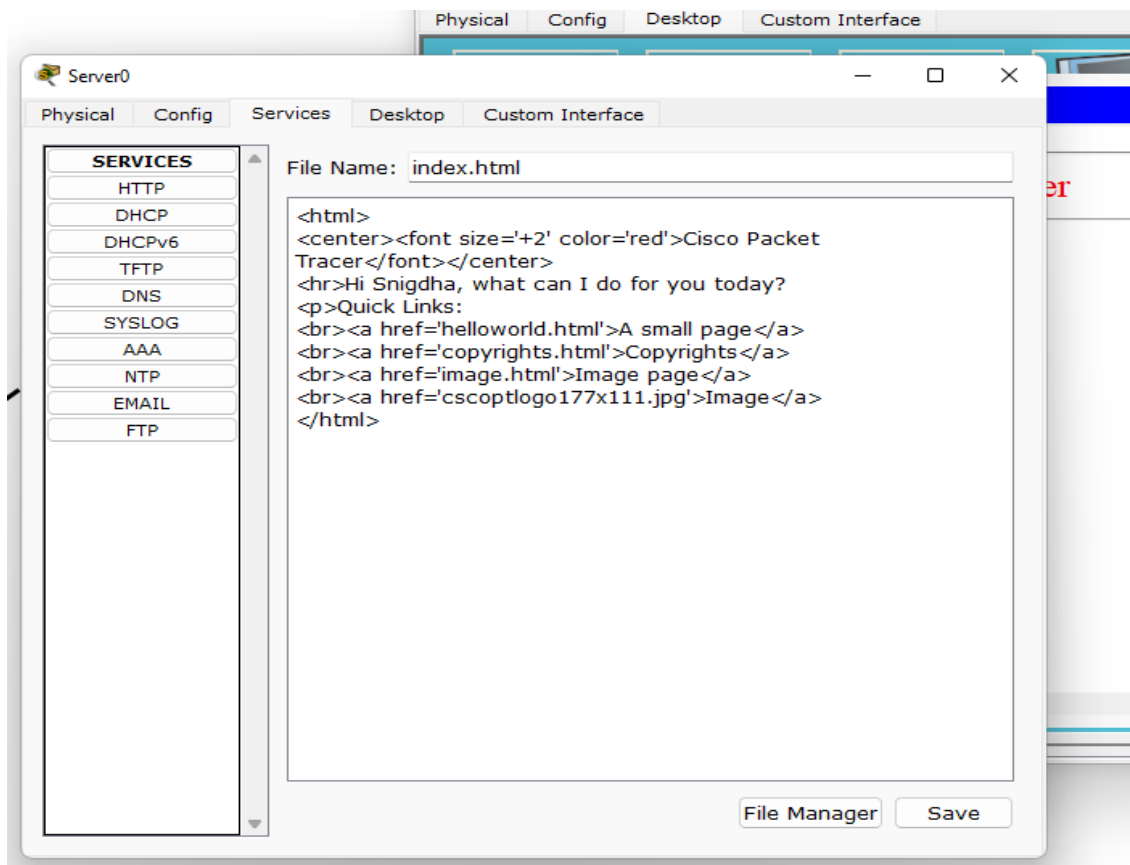 Physical Config Desktop Custom Interface
Server0
Physical Config Services Desktop Custom Interface
SERVICES
HTTP
DHCP
DHCPv6
TFTP
DNS
SYSLOG
AAA
NTP
EMAIL
FTP
File Name: index.html
<html>
<center><font size='+2' color='red'>Cisco Packet
Tracer</font></center>
<hr>Hi Snigdha, what can I do for you today?
<p>Quick Links:
<br><a href='helloworld.html'>A small page</a>
<br><a href='copyrights.html'>Copyrights</a>
<br><a href='image.html'>Image page</a>
<br><a href='cscoptlogo177x111.jpg'>Image</a>
</html>
er
File Manager Save